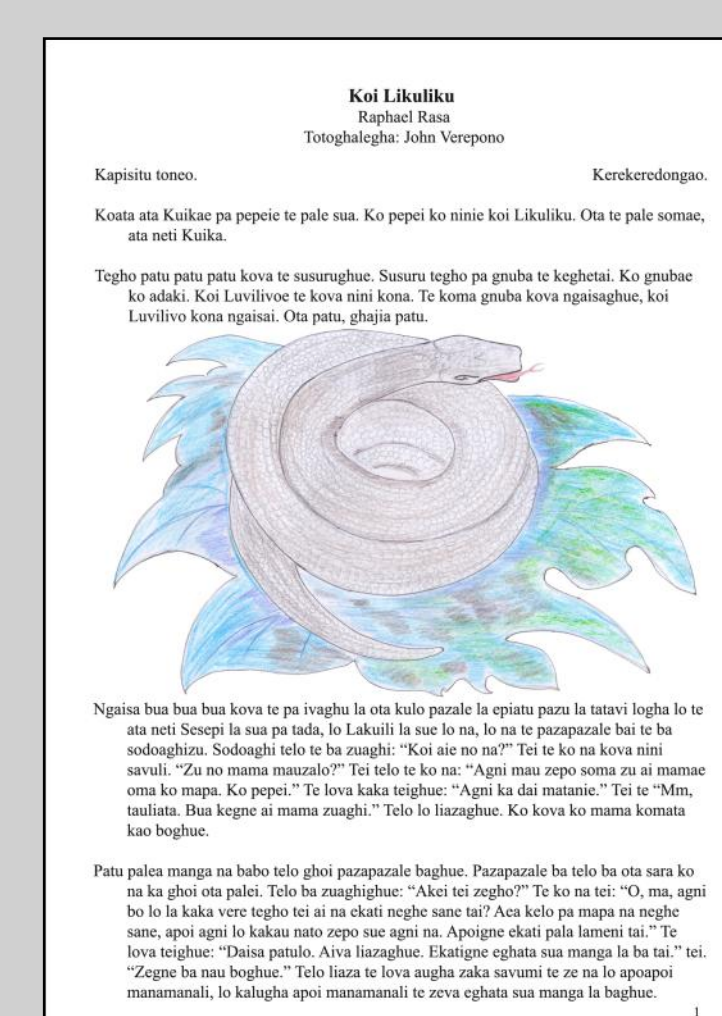 Koi Likuliku
Raphael Rasa
Totoghalegha: John Verepono
Kapisitu toneo. Kerekeredongao.
Koata ata Kuikae pa pepeie te pale sua. Ko pepei ko ninie koi Likuliku. Ota te pale somae,
ata neti Kuika.
Tegho patu patu patu kova te susurughue. Susuru tegho pa gnuba te keghetai. Ko gnubae
ko adaki. Koi Luvilivoe te kova nini kona. Te koma gnuba kova ngaisaghue, koi
Luvilivo kona ngaisai. Ota patu, ghajia patu.
Ngaisa bua bua bua kova te pa ivaghu la ota kulo pazale la epiatu pazu la tatavi logha lo te
ata neti Sesepi la sua pa tada, lo Lakuili la sue lo na, lo na te pazapazale bai te ba
sodoaghizu. Sodoaghi telo te ba zuaghi: “Koi aie no na?” Tei te ko na kova nini
savuli. “Zu no mama mauzalo?” Tei telo te ko na: “Agni mau zepo soma zu ai mamae
oma ko mapa. Ko pepei.” Te lova kaka teighue: “Agni ka dai matanie.” Tei te “Mm,
tauliata. Bua kegne ai mama zuaghi.” Telo lo liazaghue. Ko kova ko mama komata
kao boghue.
Patu palea manga na babo telo ghoi pazapazale baghue. Pazapazale ba telo ba ota sara ko
na ka ghoi ota palei. Telo ba zuaghighue: “Akei tei zegho?” Te ko na tei: “O, ma, agni
bo lo la kaka vere tegho tei ai na ekati neghe sane tai? Aea kelo pa mapa na neghe
sane, apoi agni lo kakau nato zepo sue agni na. Apoigne ekati pala lameni tai.” Te
lova teighue: “Daisa patulo. Aiva liazaghue. Ekatigne eghata sua manga la ba tai.” tei.
“Zegne ba nau boghue.” Telo liaza te lova augha zaka savumi te ze na lo apoapoi
manamanali, lo kalugha apoi manamanali te zeva eghata sua manga la baghue.
1